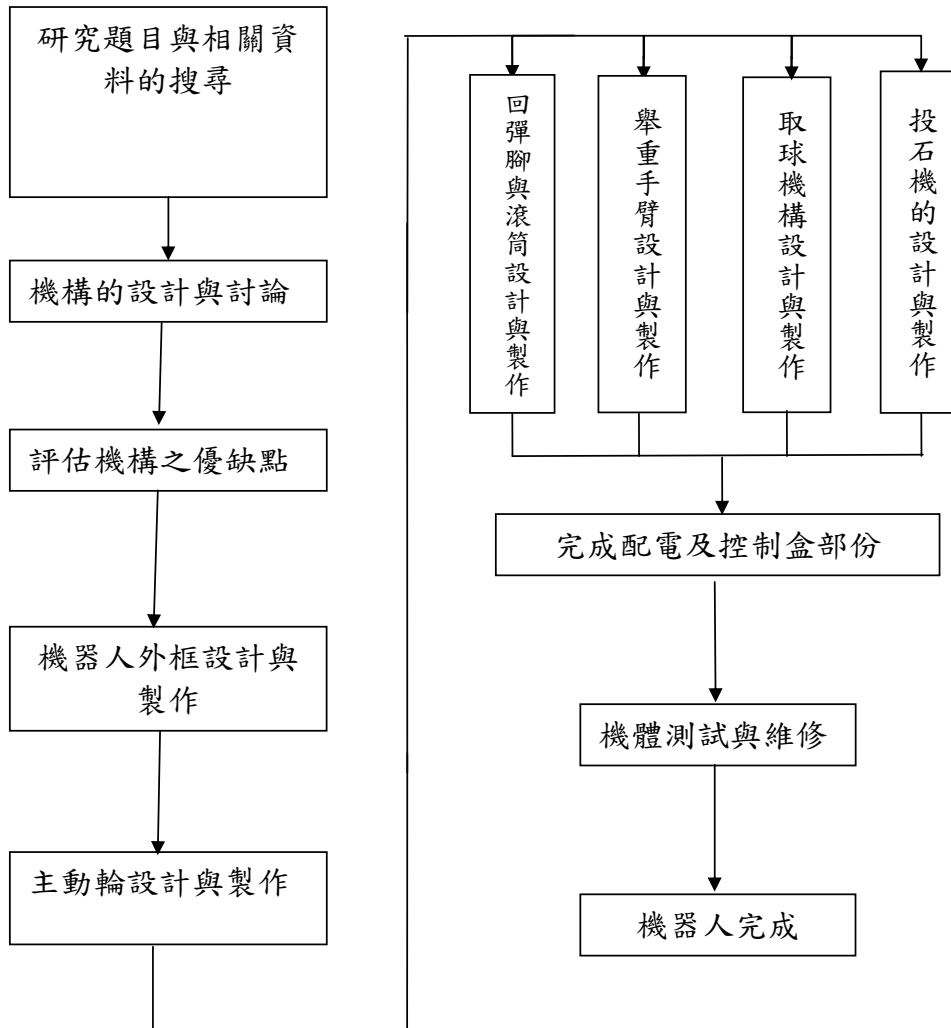 研究題目與相關資
料的搜尋
機構的設計與討論
評估機構之優缺点
機器人外框設計與
製作
主動輪設計與製作
回彈腳與滾筒設計與製作
舉重手臂設計與製作
取球機構設計與製作
投石機的設計與製作
完成配電及控制盒部份
機體測試與維修
機器人完成